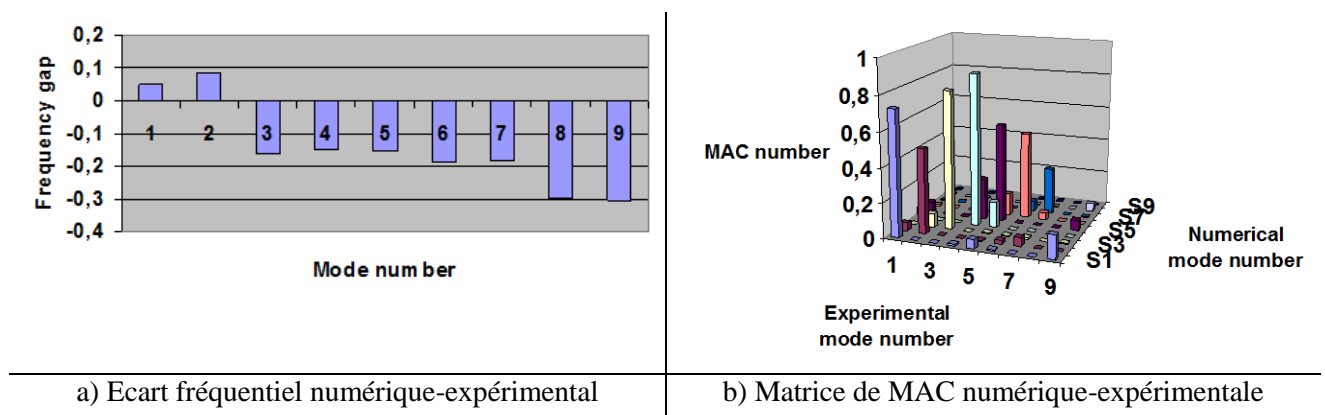 0,2
0,1
0
-0,1
-0,2
-0,3
-0,4
Frequency gap
1 2 3 4 5 6 7 8 9
Mode number
1
0,8
0,6
0,4
0,2
0
MAC number
1 3 5 7 9
Experimental
mode number
S1
S3
S5
S7
S9
Numerical
mode number
a) Ecart fréquentiel numérique-expérimental
b) Matrice de MAC numérique-expérimentale